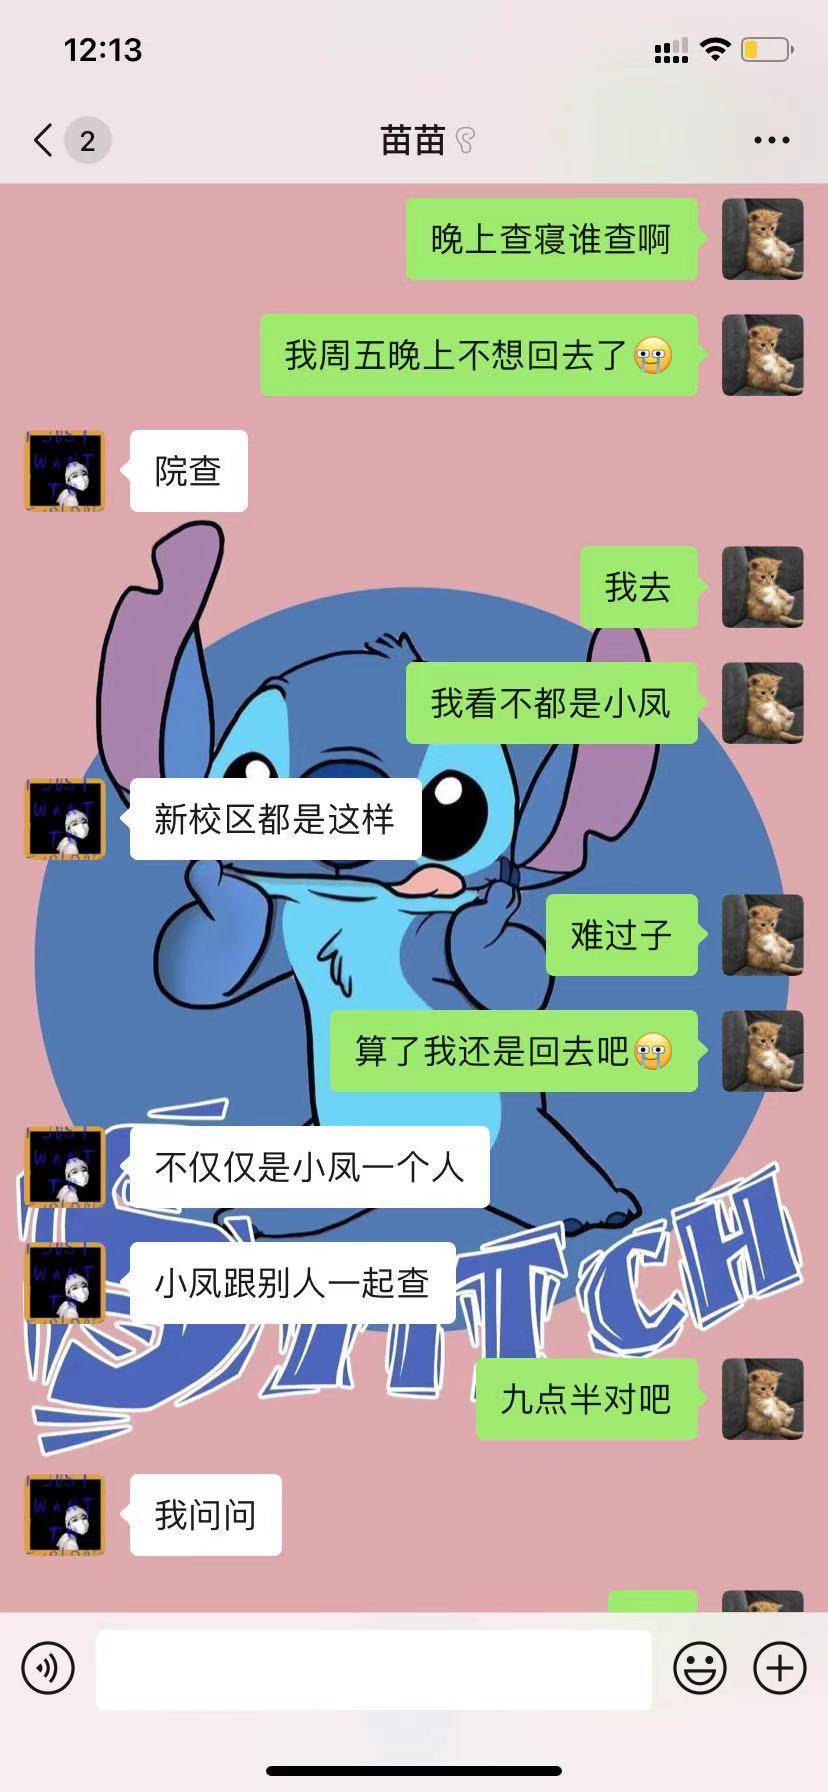 12:13
2
苗苗
晚上查寝谁查啊
我周五晚上不想回去了😭
院查
我去
我看不都是小凤
新校区都是这样
难过子
算了我还是回去吧😭
不仅仅是小凤一个人
小凤跟别人一起查
STITCH
九点半对吧
我问问